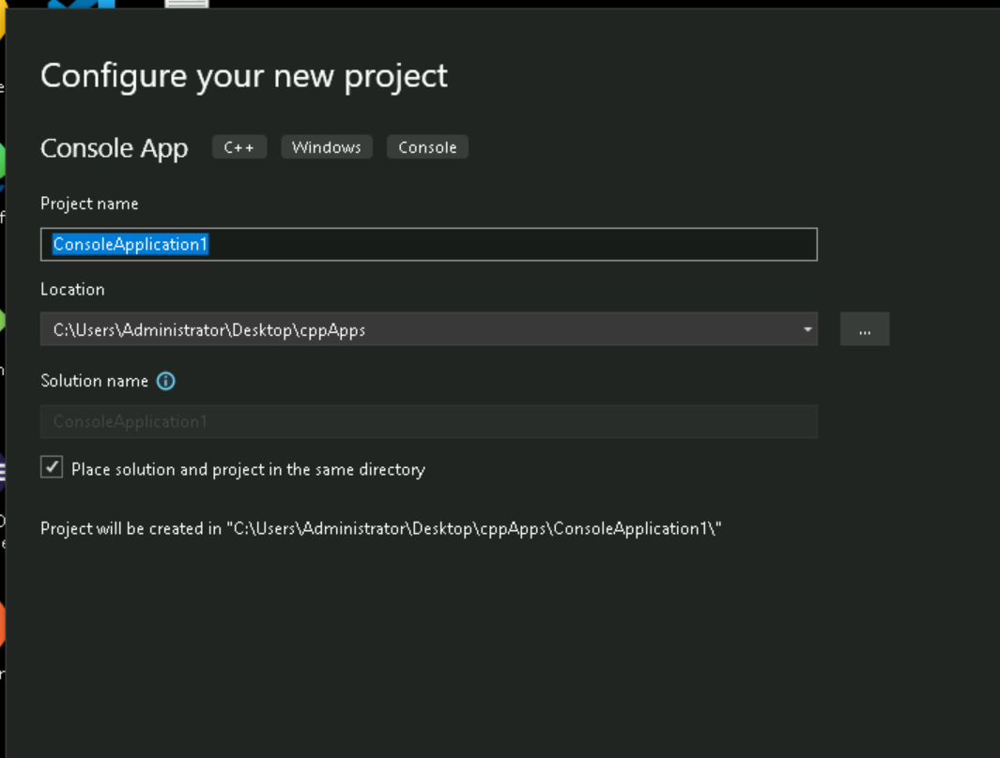 Configure your new project
Console App C++ Windows Console
Project name
ConsoleApplication1
Location
C:\Users\Administrator\Desktop\cppApps ...
Solution name
ConsoleApplication1
Place solution and project in the same directory
Project will be created in "C:\Users\Administrator\Desktop\cppApps\ConsoleApplication1\"